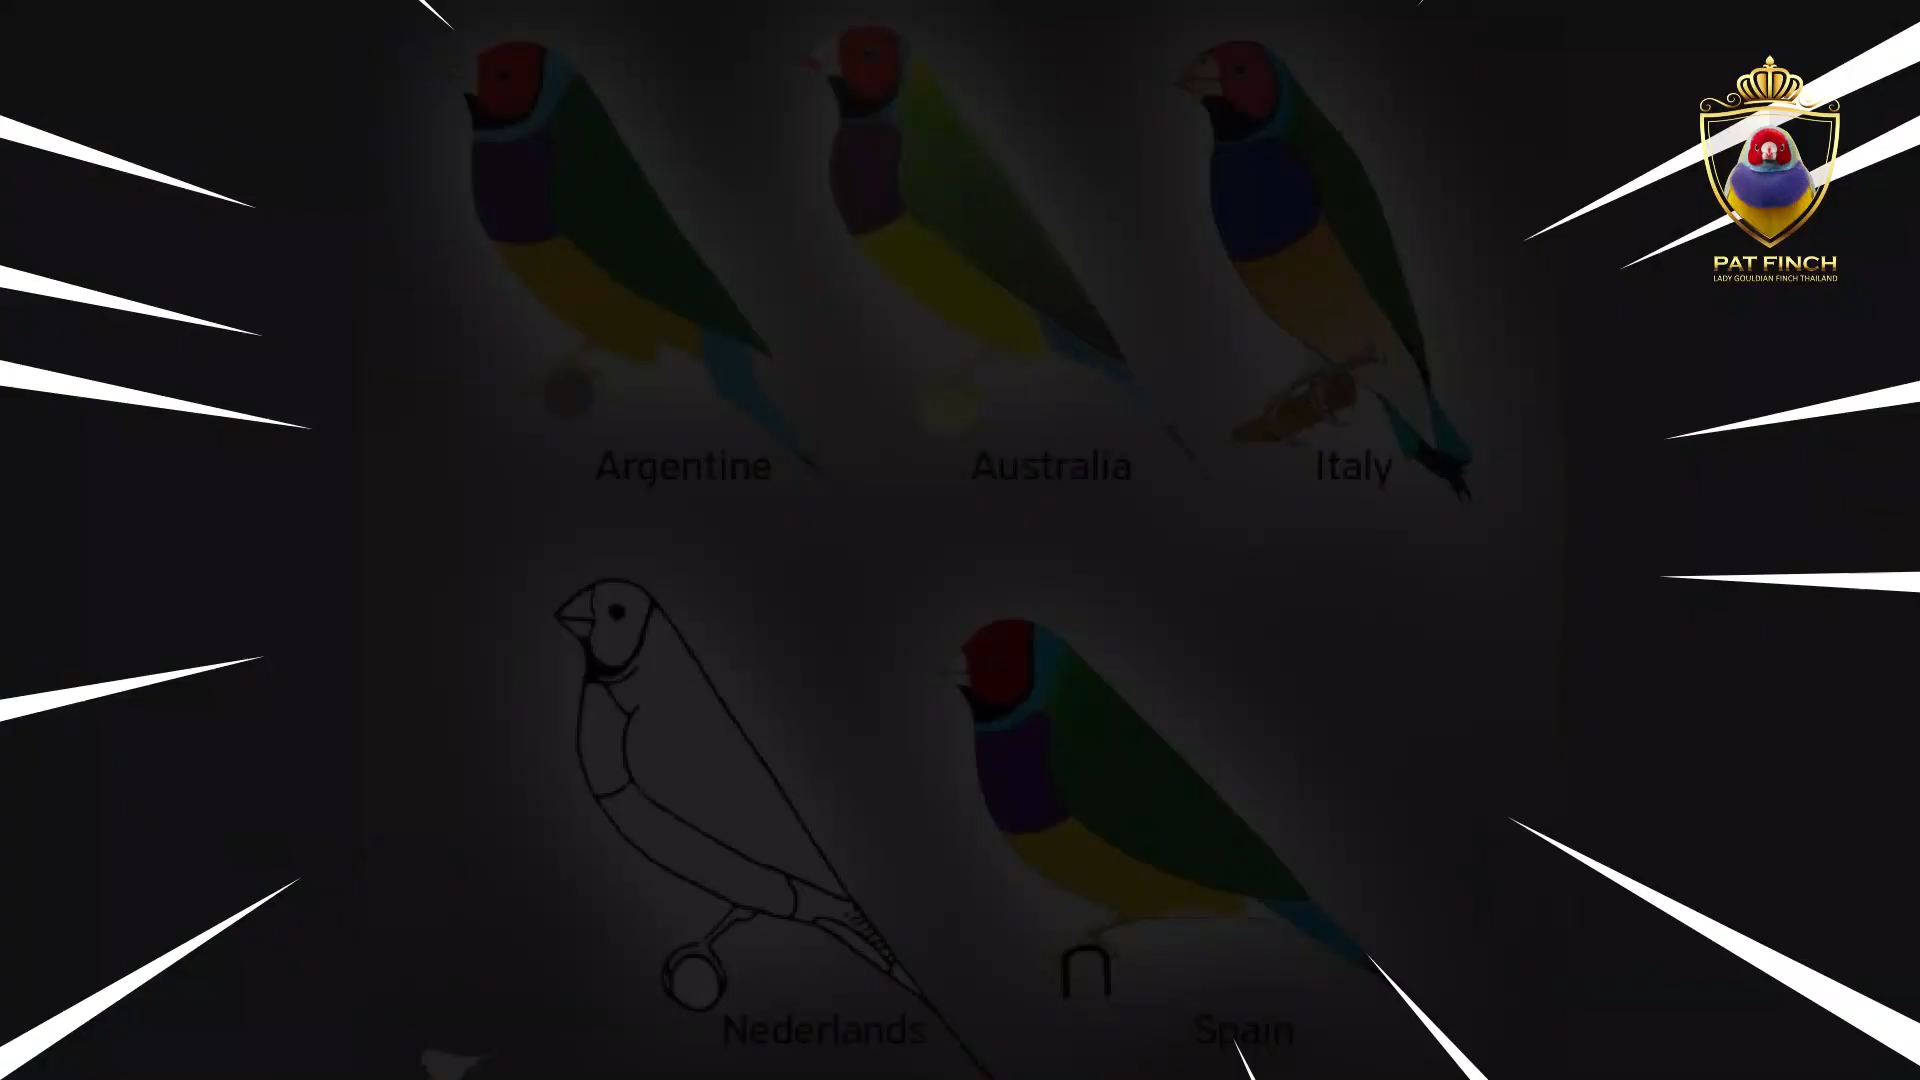 PAT FINCH
LADY GOULDIAN FINCH THAILAND
Argentine
Australia
Italy
Nederlands
Spain